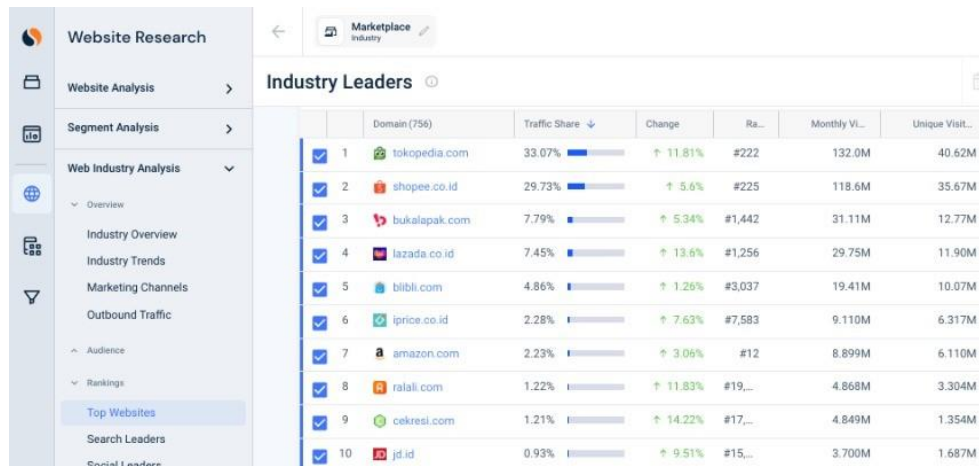 Website Research
Website Analysis
Segment Analysis
Web Industry Analysis
Overview
Industry Overview
Industry Trends
Marketing Channels
Outbound Traffic
Audience
Rankings
Top Websites
Search Leaders
Social Leaders
Marketplace
Industry
Industry Leaders
Domain (756) Traffic Share Change Ra... Monthly Vi... Unique Visit...
1 tokopedia.com 33.07% 11.81% #222 132.0M 40.62M
2 shopee.co.id 29.73% 5.6% #225 118.6M 35.67M
3 bukalapak.com 7.79% 5.34% #1,442 31.11M 12.77M
4 lazada.co.id 7.45% 13.6% #1,256 29.75M 11.90M
5 blibli.com 4.86% 1.26% #3,037 19.41M 10.07M
6 iprice.co.id 2.28% 7.63% #7,583 9.110M 6.317M
7 amazon.com 2.23% 3.06% #12 8.899M 6.110M
8 ralali.com 1.22% 11.83% #19,... 4.868M 3.304M
9 cekresi.com 1.21% 14.22% #17,... 4.849M 1.354M
10 jd.id 0.93% 9.51% #15,... 3.700M 1.687M